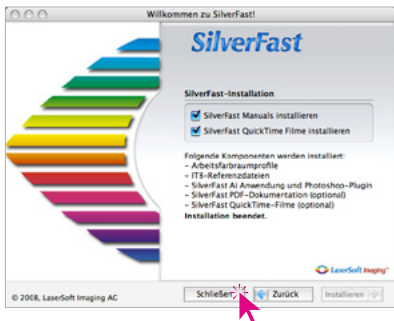 Willkommen zu SilverFast!
SilverFast
SilverFast-Installation
SilverFast Manuals installieren
SilverFast QuickTime Filme installieren
Folgende Komponenten werden installiert:
- Arbeitsfarbraumprofile
- IT8-Referenzdateien
- SilverFast Ai Anwendung und Photoshop-Plugin
- SilverFast PDF-Dokumentation (optional)
- SilverFast QuickTime-Filme (optional)
Installation beendet.
LaserSoft Imaging
© 2008, LaserSoft Imaging AG
Schließen
Zurück
Installieren